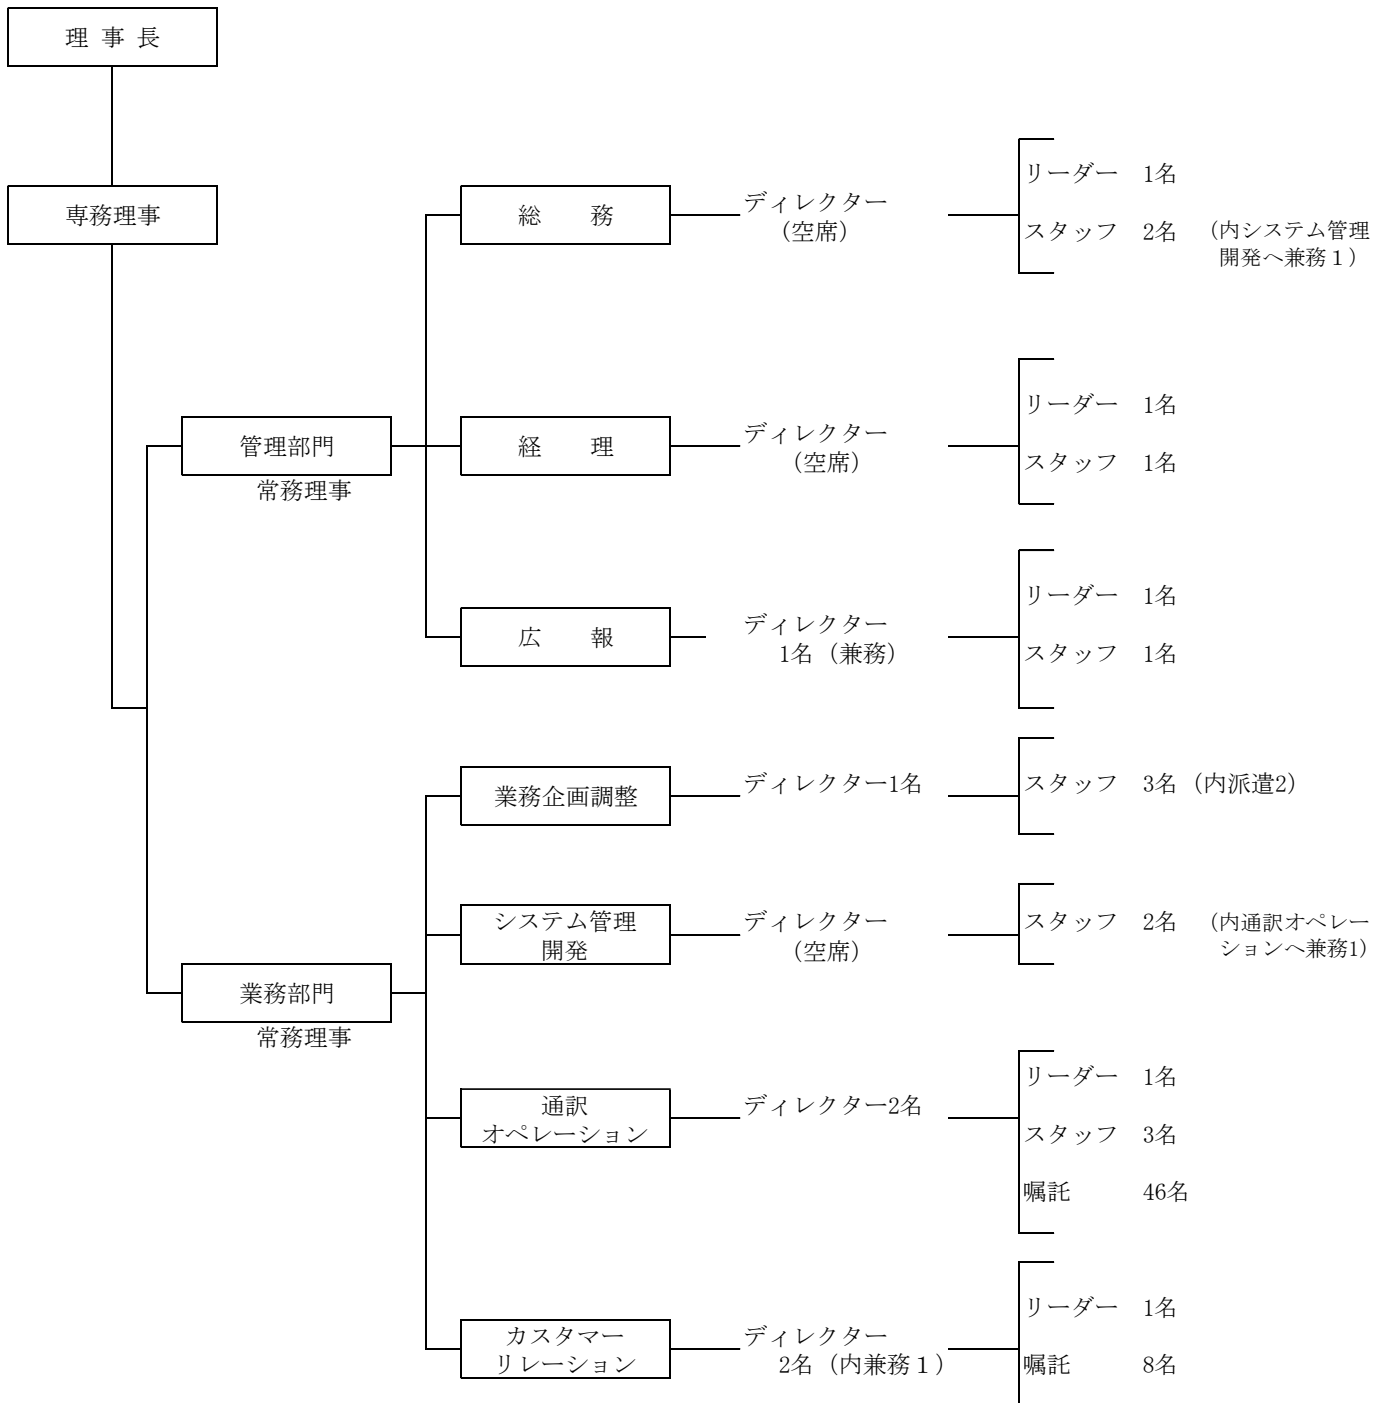 理 事 長
専務理事
管理部門
常務理事
総　　務
ディレクター
（空席）
リーダー　1名
スタッフ　2名　（内システム管理
開発へ兼務１）
経　　理
ディレクター
（空席）
リーダー　1名
スタッフ　1名
広　　報
ディレクター
1名（兼務）
リーダー　1名
スタッフ　1名
業務部門
常務理事
業務企画調整
ディレクター1名
スタッフ　3名（内派遣2）
システム管理
開発
ディレクター
（空席）
スタッフ　2名　（内通訳オペレー
ションへ兼務1）
通訳
オペレーション
ディレクター2名
リーダー　1名
スタッフ　3名
嘱託　　　46名
カスタマー
リレーション
ディレクター
2名（内兼務１）
リーダー　1名
嘱託　　　8名